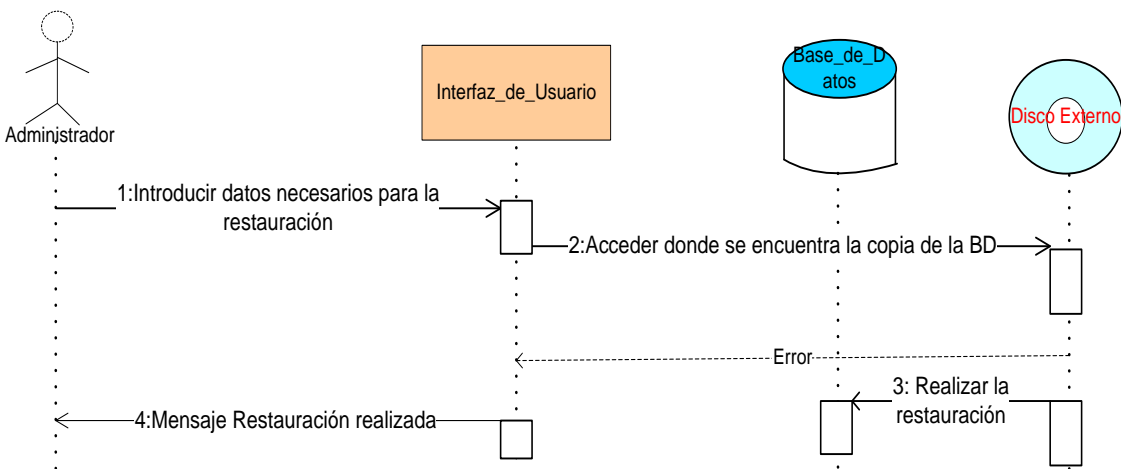 Base_de_D
atos
Interfaz_de_Usuario
Disco Externo
Administrador
1:Introducir datos necesarios para la
restauración
2:Acceder donde se encuentra la copia de la BD
Error
3: Realizar la
restauración
4:Mensaje Restauración realizada